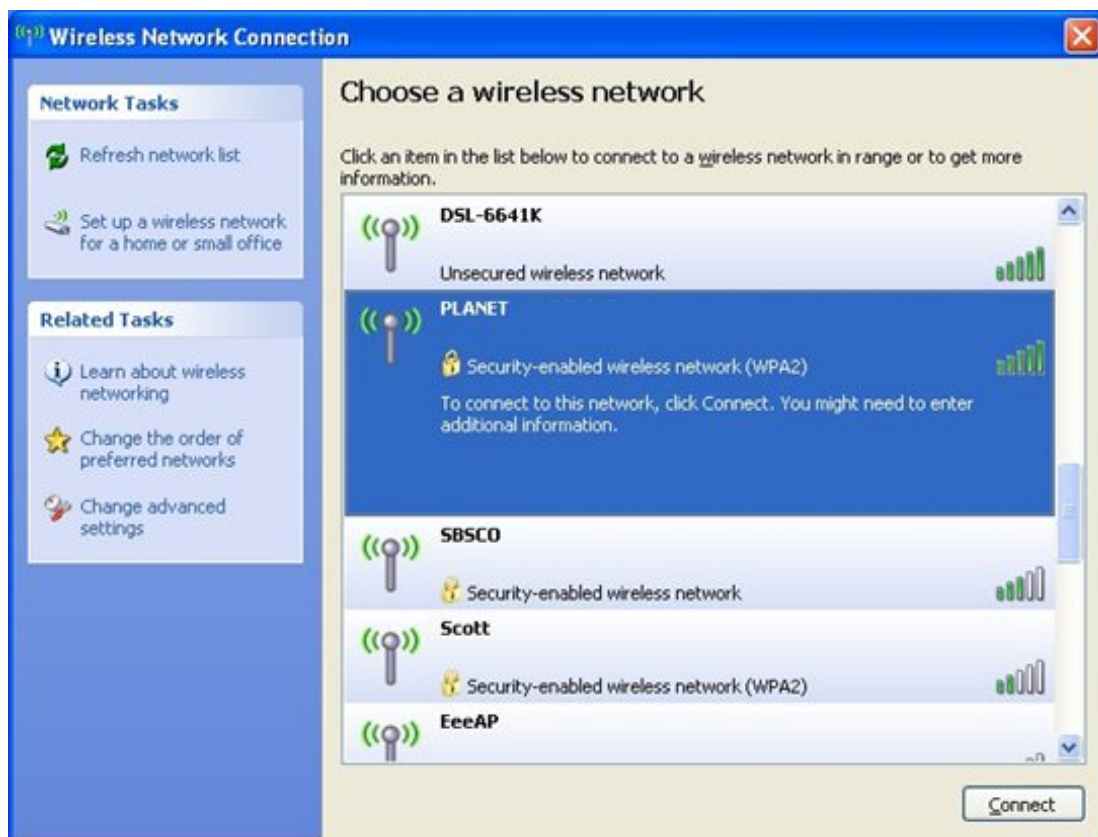 Wireless Network Connection
Network Tasks
Refresh network list
Set up a wireless network
for a home or small office
Related Tasks
Learn about wireless
networking
Change the order of
preferred networks
Change advanced
settings
Choose a wireless network
Click an item in the list below to connect to a wireless network in range or to get more
information.
DSL-6641K
Unsecured wireless network
PLANET
Security-enabled wireless network (WPA2)
To connect to this network, click Connect. You might need to enter
additional information.
SBSCO
Security-enabled wireless network
Scott
Security-enabled wireless network (WPA2)
EeeAP
Connect